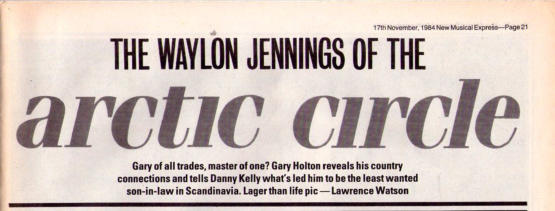 17th November, 1984 New Musical Express—Page 21
THE WAYLON JENNINGS OF THE
arctic circle
Gary of all trades, master of one? Gary Holton reveals his country
connections and tells Danny Kelly what's led him to be the least wanted
son-in-law in Scandinavia. Lager than life pic — Lawrence Watson